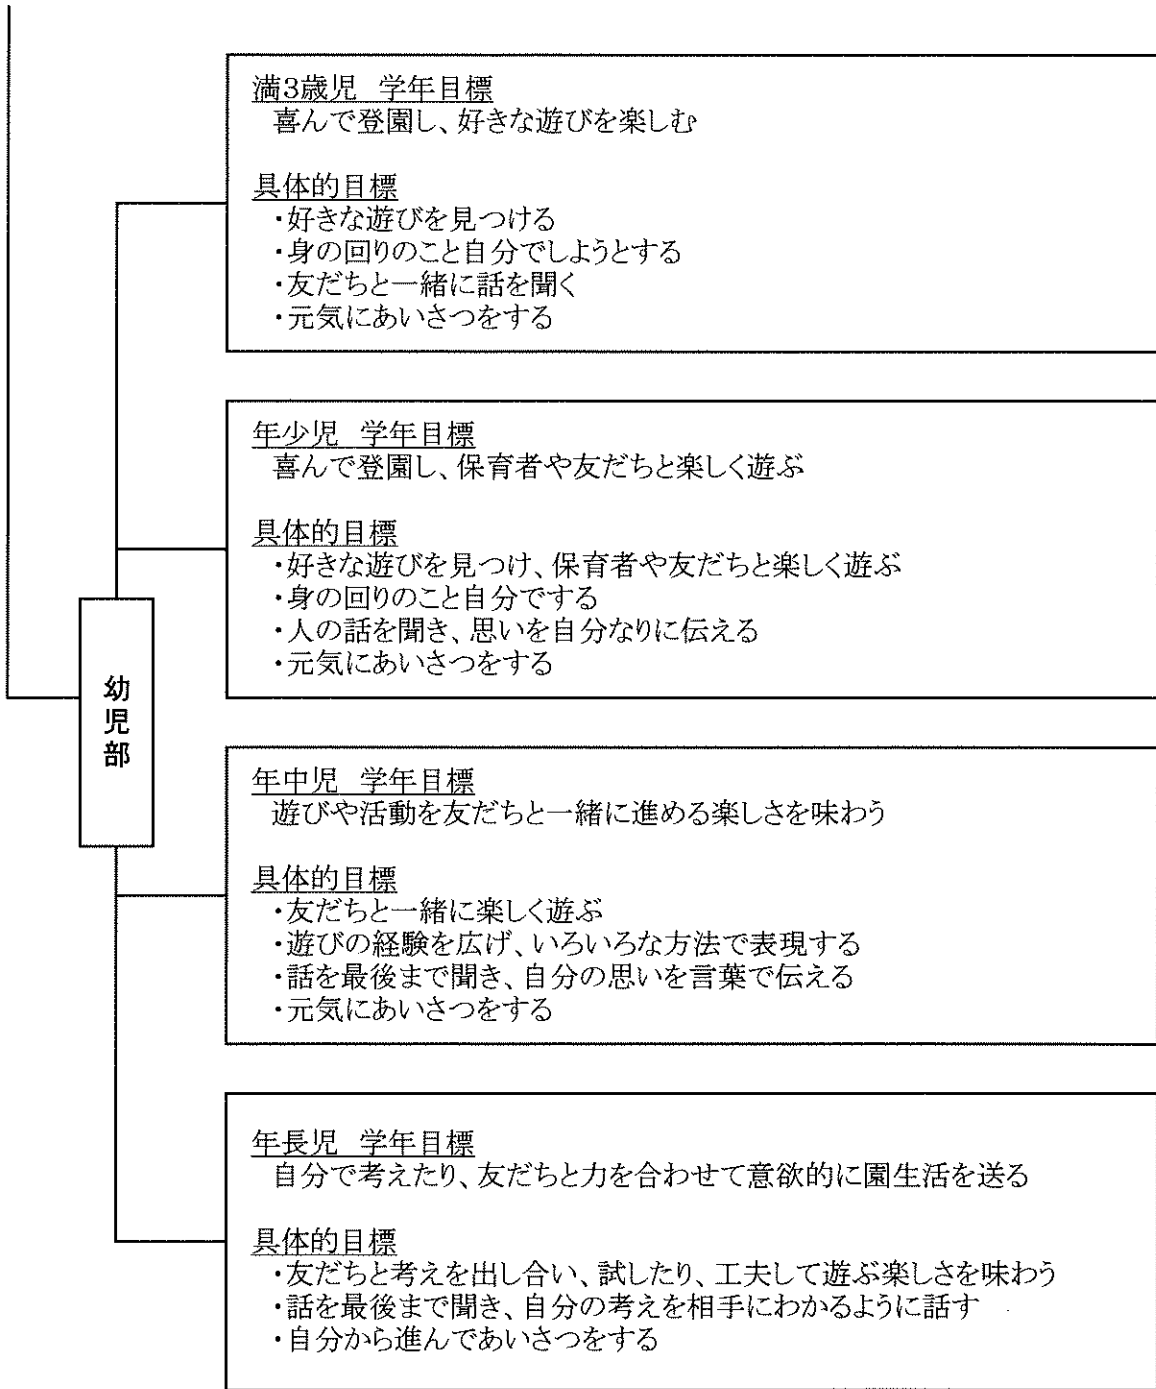 満3歳児 学年目標
喜んで登園し、好きな遊びを楽しむ
具体的目標
・好きな遊びを見つける
・身の回りのこと自分でしようとする
・友だちと一緒に話を聞く
・元気にあいさつをする
年少児 学年目標
喜んで登園し、保育者や友だちと楽しく遊ぶ
具体的目標
・好きな遊びを見つけ、保育者や友だちと楽しく遊ぶ
・身の回りのこと自分でする
・人の話を聞き、思いを自分なりに伝える
・元気にあいさつをする
幼児部
年中児 学年目標
遊びや活動を友だちと一緒に進める楽しさを味わう
具体的目標
・友だちと一緒に楽しく遊ぶ
・遊びの経験を広げ、いろいろな方法で表現する
・話を最後まで聞き、自分の思いを言葉で伝える
・元気にあいさつをする
年長児 学年目標
自分で考えたり、友だちと力を合わせて意欲的に園生活を送る
具体的目標
・友だちと考えを出し合い、試したり、工夫して遊ぶ楽しさを味わう
・話を最後まで聞き、自分の考えを相手にわかるように話す
・自分から進んであいさつをする